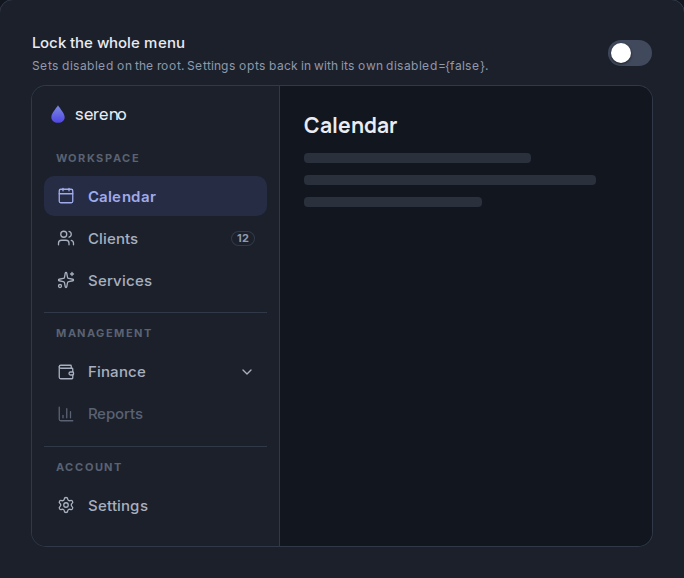 Lock the whole menu
Sets disabled on the root. Settings opts back in with its own disabled={false}.
sereno
WORKSPACE
Calendar
Clients
12
Services
MANAGEMENT
Finance
Reports
ACCOUNT
Settings
Calendar